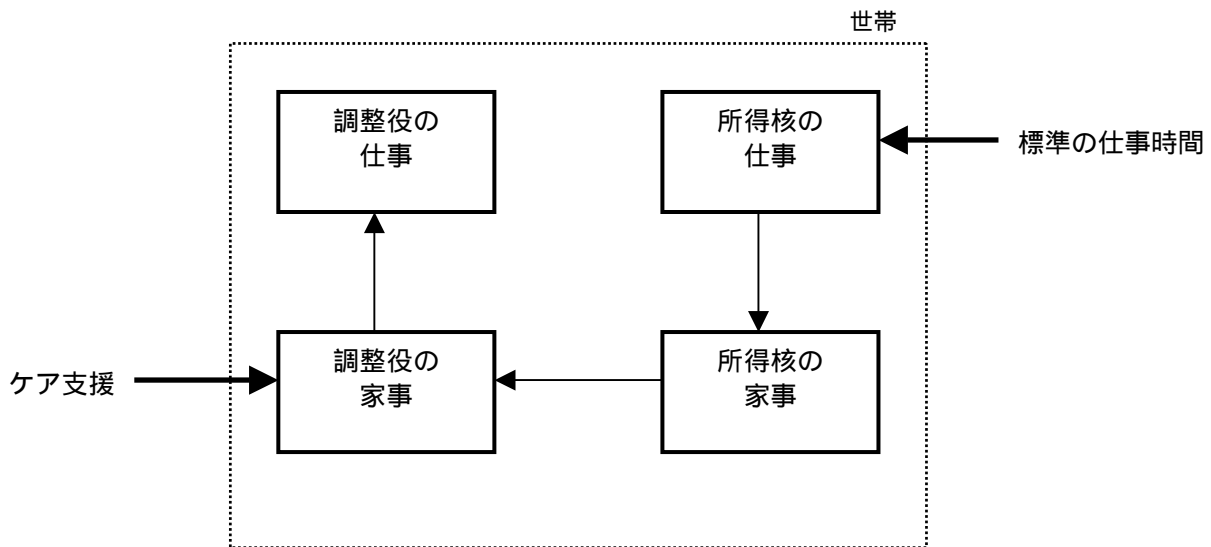 世帯
調整役の
仕事
所得核の
仕事
標準の仕事時間
ケア支援
調整役の
家事
所得核の
家事